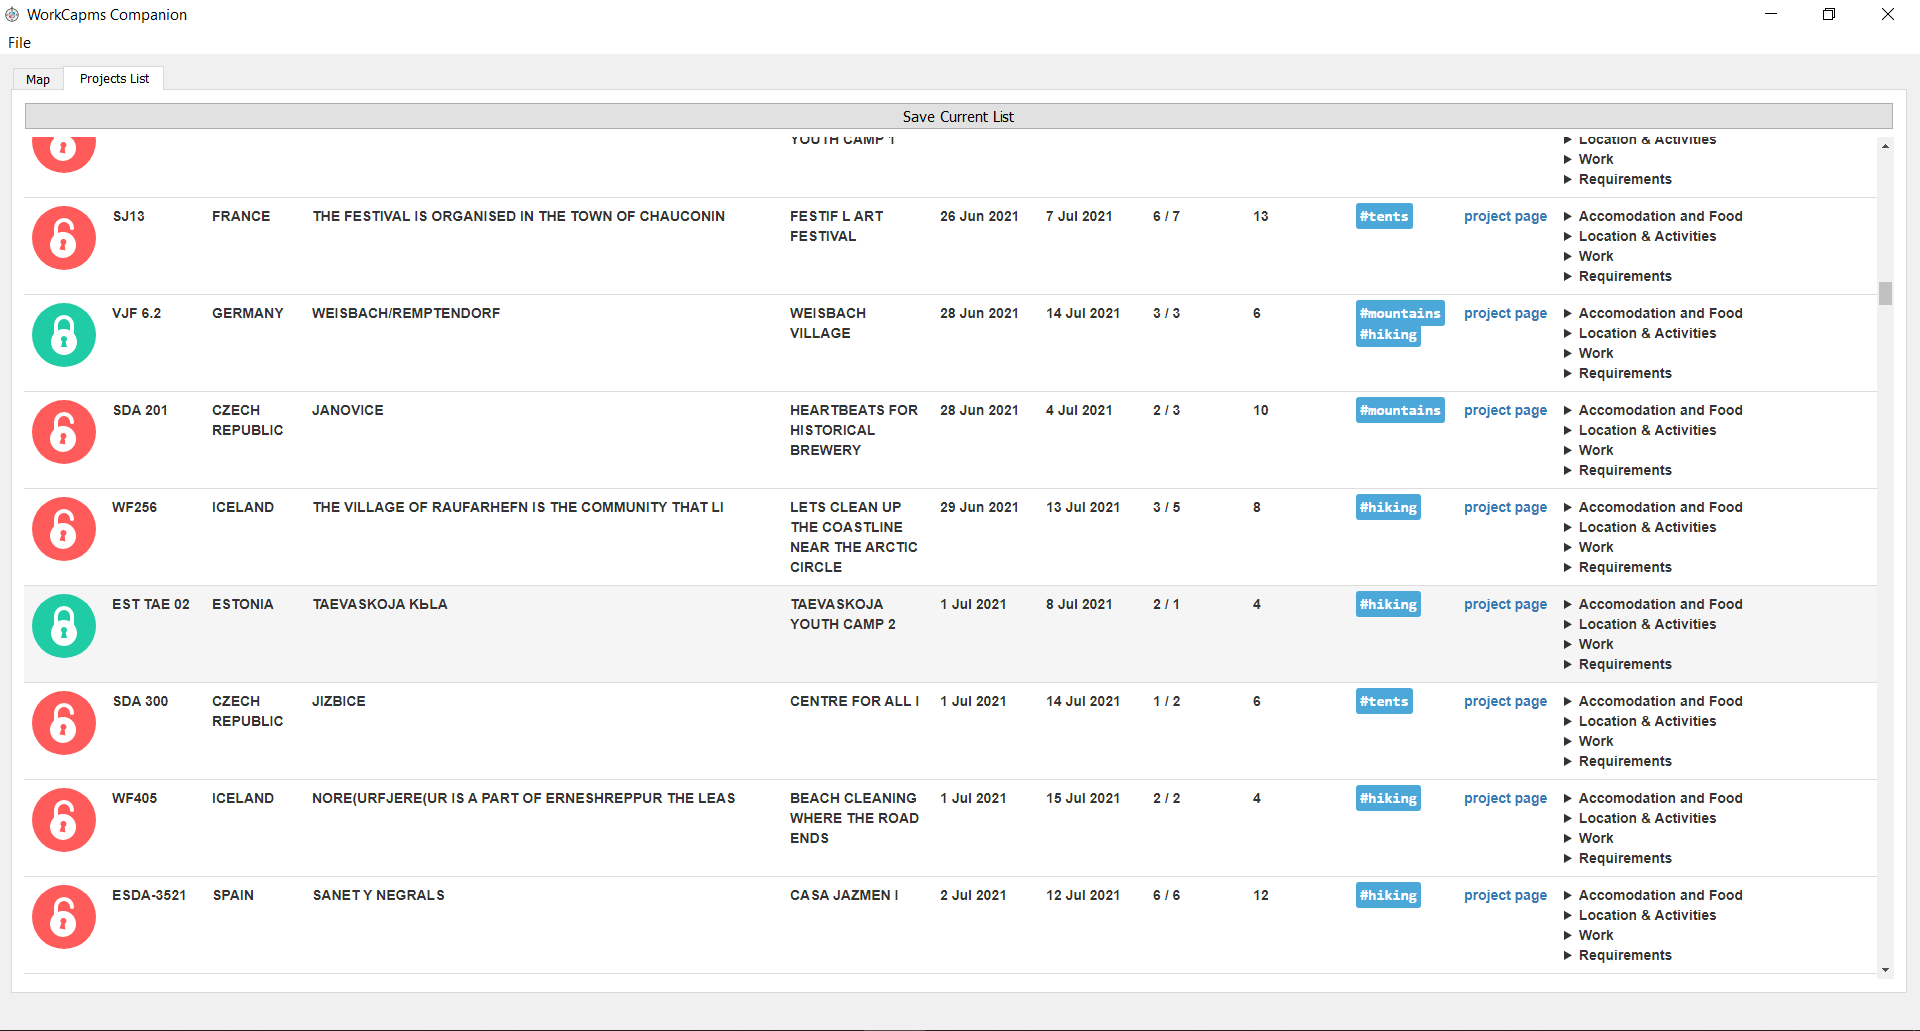 WorkCapms Companion
File
Map
Projects List
Save Current List
YOUTH CAMP 1
Location & Activities
Work
Requirements
SJ13 FRANCE THE FESTIVAL IS ORGANISED IN THE TOWN OF CHAUCONIN FESTIF L ART 26 Jun 2021 7 Jul 2021 6 / 7 13 #tents project page Accomodation and Food
FESTIVAL Location & Activities
Work
Requirements
VJF 6.2 GERMANY WEISBACH/REMPTENDORF WEISBACH 28 Jun 2021 14 Jul 2021 3 / 3 6 #mountains project page Accomodation and Food
VILLAGE #hiking Location & Activities
Work
Requirements
SDA 201 CZECH JANOVICE HEARTBEATS FOR 28 Jun 2021 4 Jul 2021 2 / 3 10 #mountains project page Accomodation and Food
REPUBLIC HISTORICAL Location & Activities
BREWERY Work
Requirements
WF256 ICELAND THE VILLAGE OF RAUFARHEFN IS THE COMMUNITY THAT LI LETS CLEAN UP 29 Jun 2021 13 Jul 2021 3 / 5 8 #hiking project page Accomodation and Food
THE COASTLINE Location & Activities
NEAR THE ARCTIC Work
CIRCLE Requirements
EST TAE 02 ESTONIA TAEVASKOJA KЬLA TAEVASKOJA 1 Jul 2021 8 Jul 2021 2 / 1 4 #hiking project page Accomodation and Food
YOUTH CAMP 2 Location & Activities
Work
Requirements
SDA 300 CZECH JIZBICE CENTRE FOR ALL I 1 Jul 2021 14 Jul 2021 1 / 2 6 #tents project page Accomodation and Food
REPUBLIC Location & Activities
Work
Requirements
WF405 ICELAND NORE(URFJERE(UR IS A PART OF ERNESHREPPUR THE LEAS BEACH CLEANING 1 Jul 2021 15 Jul 2021 2 / 2 4 #hiking project page Accomodation and Food
WHERE THE ROAD Location & Activities
ENDS Work
Requirements
ESDA-3521 SPAIN SANET Y NEGRALS CASA JAZMEN I 2 Jul 2021 12 Jul 2021 6 / 6 12 #hiking project page Accomodation and Food
Location & Activities
Work
Requirements